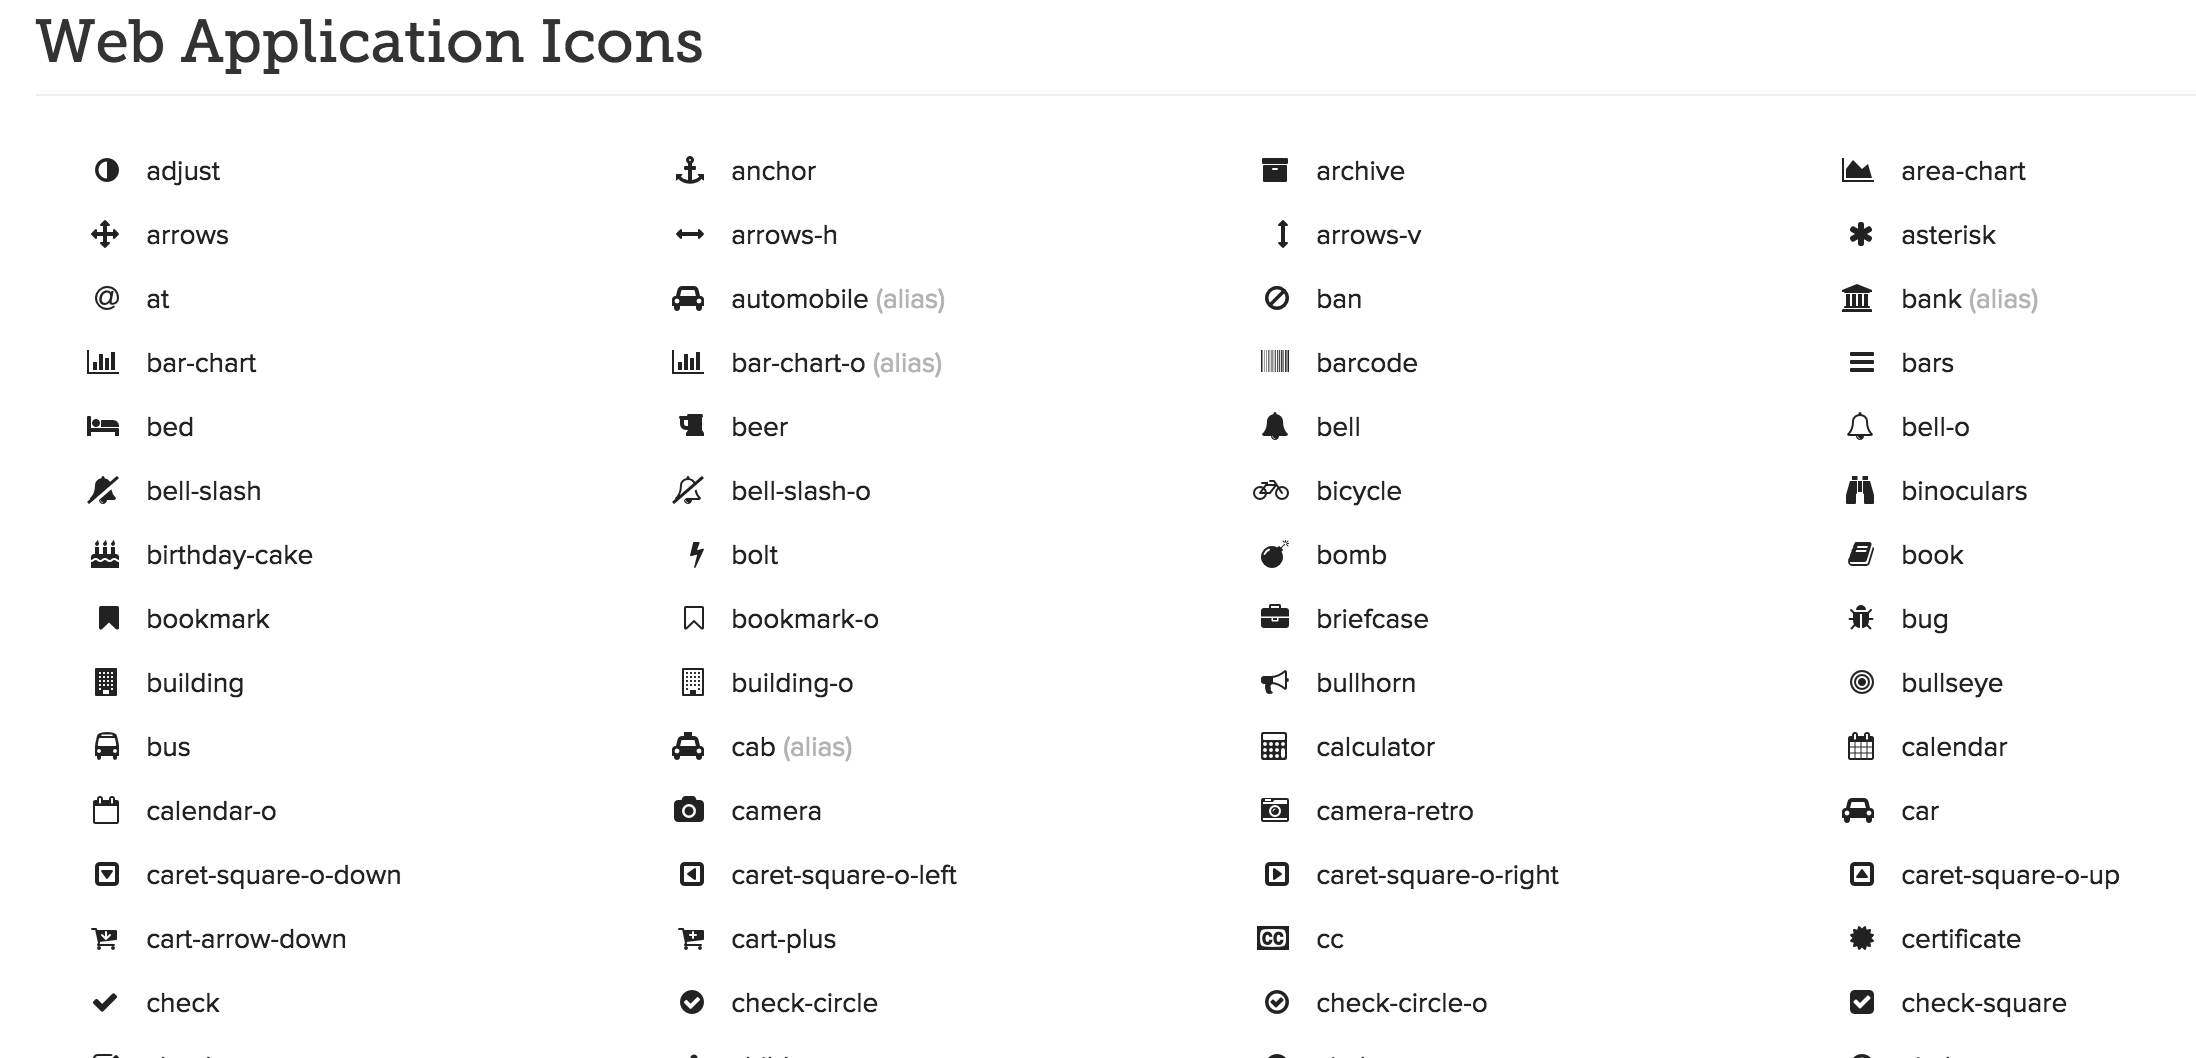 Web Application Icons
adjust anchor archive area-chart
arrows arrows-h arrows-v asterisk
at automobile (alias) ban bank (alias)
bar-chart bar-chart-o (alias) barcode bars
bed beer bell bell-o
bell-slash bell-slash-o bicycle binoculars
birthday-cake bolt bomb book
bookmark bookmark-o briefcase bug
building building-o bullhorn bullseye
bus cab (alias) calculator calendar
calendar-o camera camera-retro car
caret-square-o-down caret-square-o-left caret-square-o-right caret-square-o-up
cart-arrow-down cart-plus cc certificate
check check-circle check-circle-o check-square